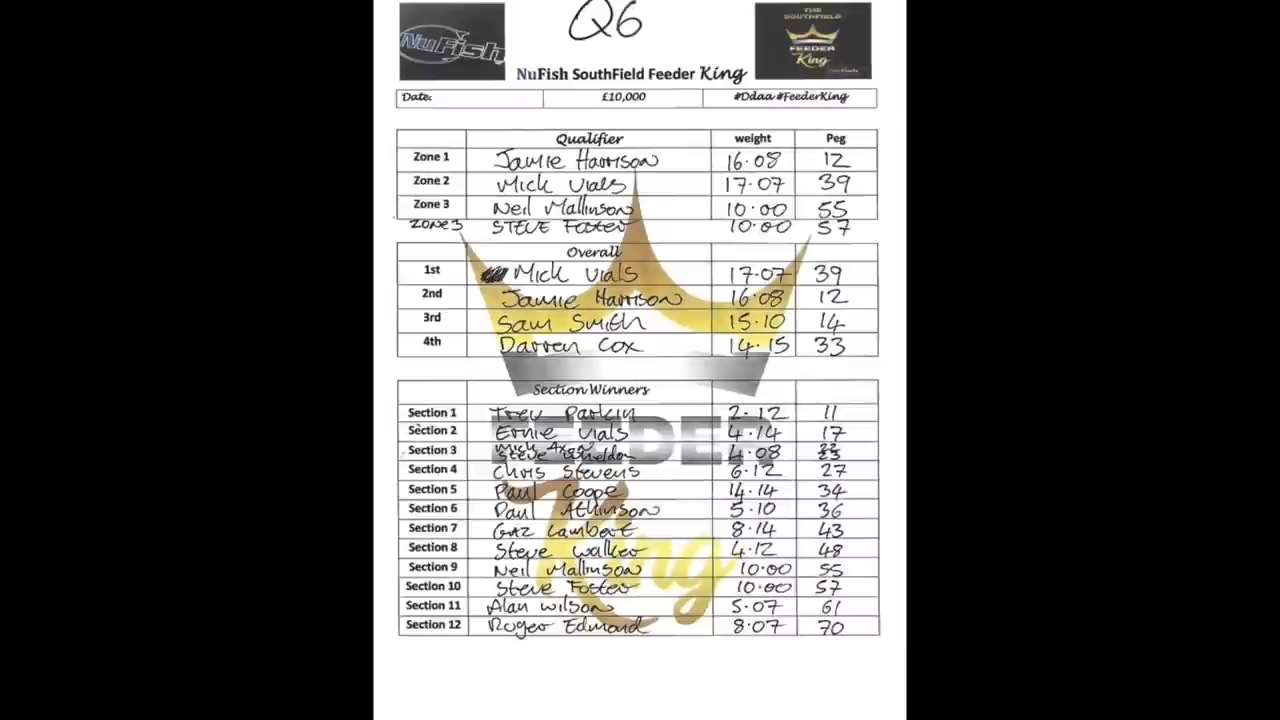 Q6
NuFish
THE SOUTHFIELD
FEEDER
King
NuFish SouthField Feeder King
Date: £10,000 #Ddaa #FeederKing
Qualifier weight Peg
Zone 1 Jamie Harrison 16.08 12
Zone 2 Mick Vials 17.07 39
Zone 3 Neil Mallinson 10.00 55
Zone 3 STEVE Foster 10.00 57
Overall
1st Mick Vials 17.07 39
2nd Jamie Harrison 16.08 12
3rd Sam Smith 15.10 14
4th Darren Cox 14.15 33
Section Winners
Section 1 Trev Parkin 2.12 11
Section 2 Ernie Vials 4.14 17
Section 3 Mick
Steve Wheldon 4.08
Section 4 Chris Stevens 6.12 27
Section 5 Paul Coope 14.14 34
Section 6 Paul Atkinson 5.10 36
Section 7 Gaz Lambert 8.14 43
Section 8 Steve Walker 4.12 48
Section 9 Neil Mallinson 10.00 55
Section 10 Steve Foster 10.00 57
Section 11 Alan Wilson 5.07 61
Section 12 Roger Edmond 8.07 70
FEEDER
King